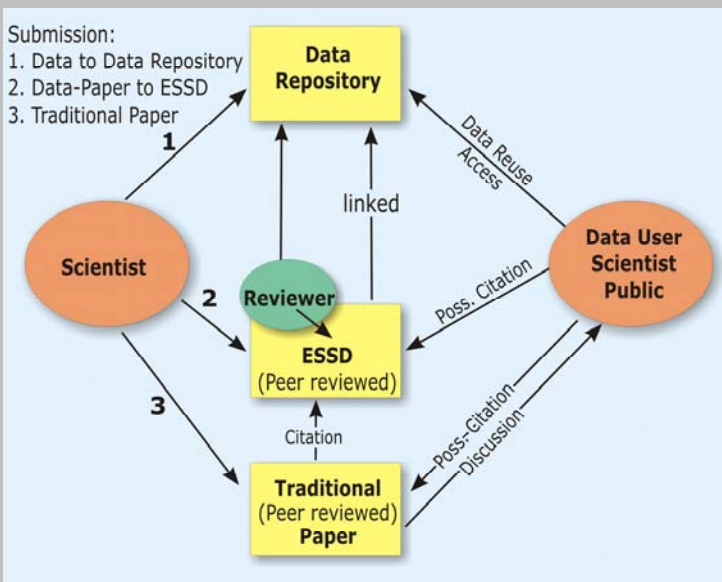 Submission:
1. Data to Data Repository
2. Data-Paper to ESSD
3. Traditional Paper
Data
Repository
1
Data Reuse
Access
linked
Scientist
Data User
Scientist
Public
2
Reviewer
Poss. Citation
ESSD
(Peer reviewed)
3
Citation
Poss. Citation
Discussion
Traditional
(Peer reviewed)
Paper